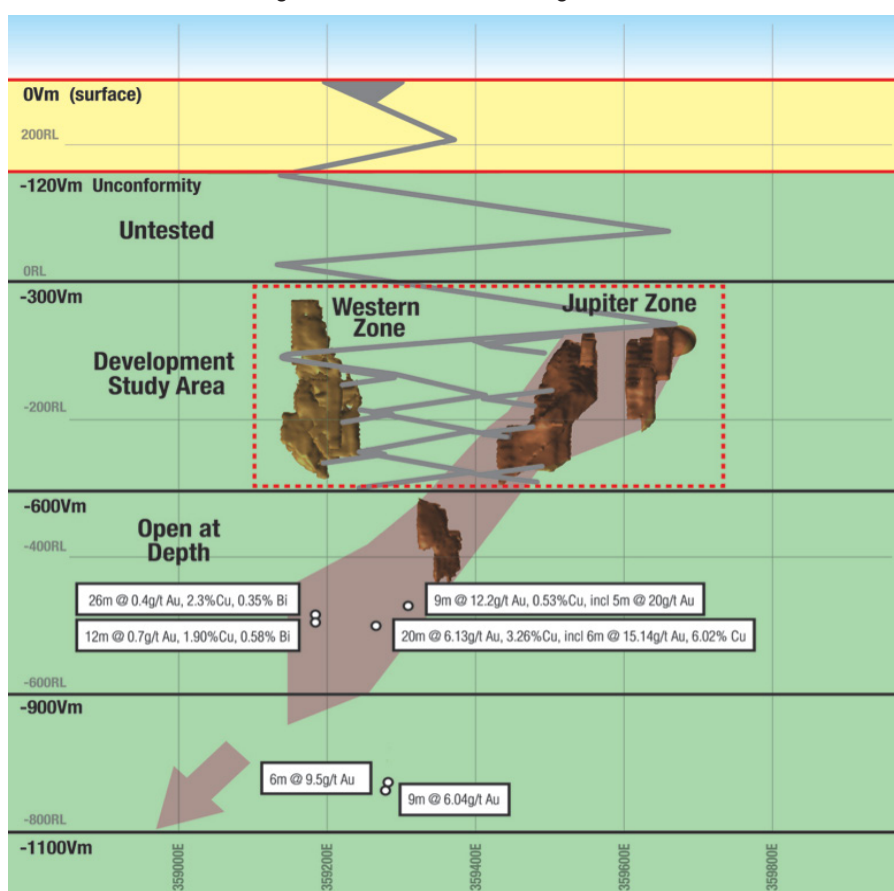 0Vm (surface)
200RL
-120Vm Unconformity
Untested
0RL
-300Vm
Western
Zone
Jupiter Zone
Development
Study Area
-200RL
-600Vm
Open at
Depth
-400RL
26m @ 0.4g/t Au, 2.3%Cu, 0.35% Bi
9m @ 12.2g/t Au, 0.53%Cu, incl 5m @ 20g/t Au
12m @ 0.7g/t Au, 1.90%Cu, 0.58% Bi
20m @ 6.13g/t Au, 3.26%Cu, incl 6m @ 15.14g/t Au, 6.02% Cu
-600RL
-900Vm
6m @ 9.5g/t Au
9m @ 6.04g/t Au
-800RL
-1100Vm
359000E
359200E
359400E
359600E
359800E